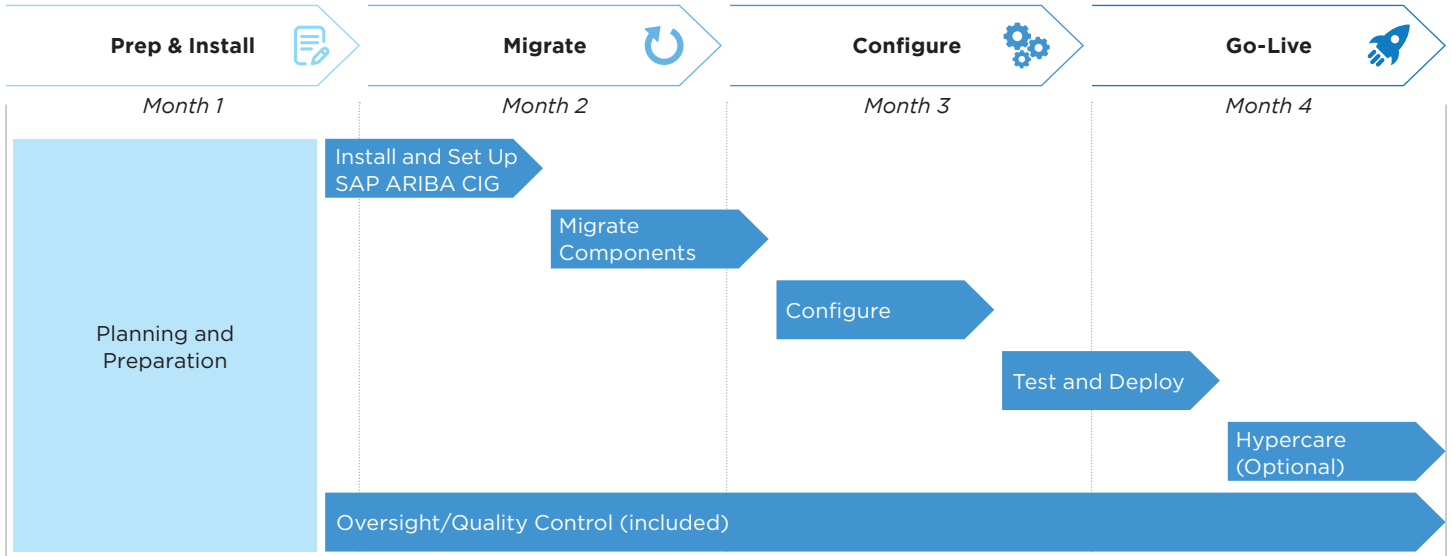 Prep & Install
Migrate
Configure
Go-Live
Month 1
Month 2
Month 3
Month 4
Planning and
Preparation
Install and Set Up
SAP ARIBA CIG
Migrate
Components
Configure
Test and Deploy
Hypercare
(Optional)
Oversight/Quality Control (included)